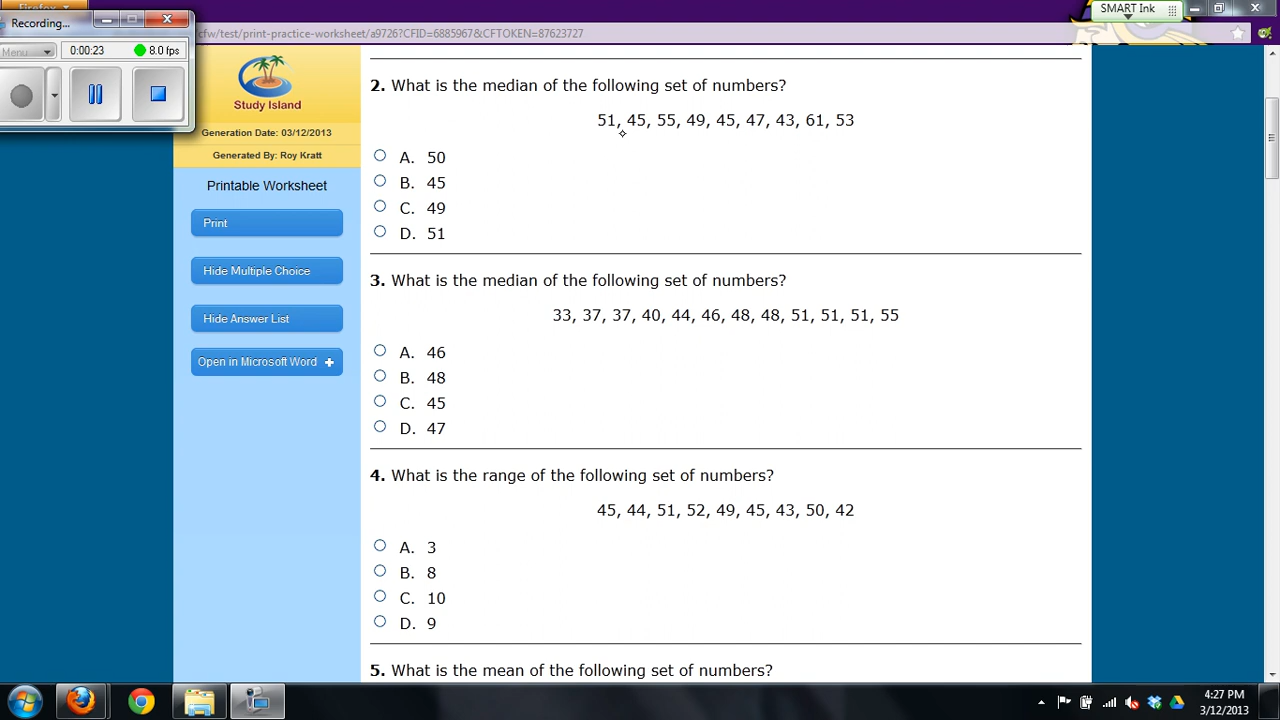 Recording...
Menu
0:00:23
8.0 fps
Firefox
cfw/test/print-practice-worksheet/a9?CFID=6889067&CFTOKEN=87623727
SMART Ink
Study Island
Generation Date: 03/12/2013
Generated By: Roy Kratt
Printable Worksheet
Print
Hide Multiple Choice
Hide Answer List
Open in Microsoft Word +
2. What is the median of the following set of numbers?
51, 45, 55, 49, 45, 47, 43, 61, 53
A. 50
B. 45
C. 49
D. 51
3. What is the median of the following set of numbers?
33, 37, 37, 40, 44, 46, 48, 48, 51, 51, 51, 55
A. 46
B. 48
C. 45
D. 47
4. What is the range of the following set of numbers?
45, 44, 51, 52, 49, 45, 43, 50, 42
A. 3
B. 8
C. 10
D. 9
5. What is the mean of the following set of numbers?
4:27 PM
3/12/2013